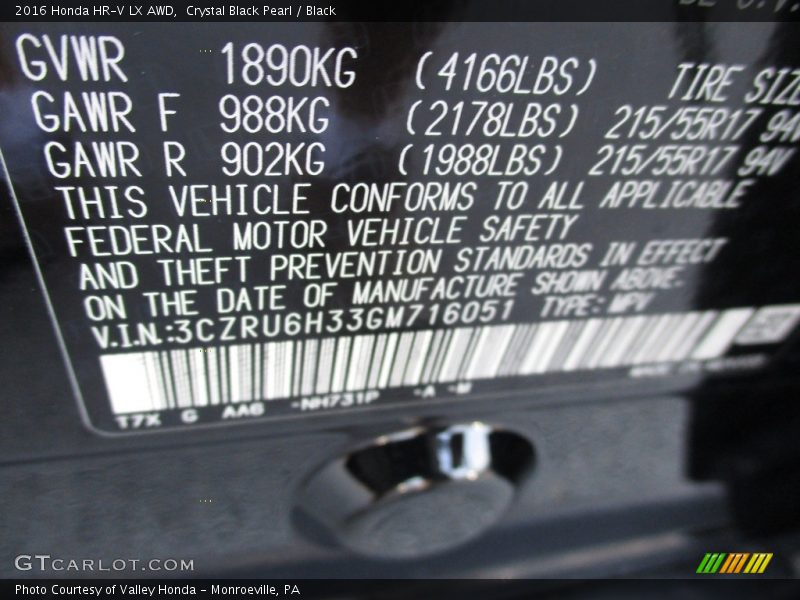 2016 Honda HR-V LX AWD,  Crystal Black Pearl / Black
GVWR 1890KG (4166LBS) TIRE SIZE
GAWR F 988KG (2178LBS) 215/55R17 94V
GAWR R 902KG (1988LBS) 215/55R17 94V
THIS VEHICLE CONFORMS TO ALL APPLICABLE
FEDERAL MOTOR VEHICLE SAFETY
AND THEFT PREVENTION STANDARDS IN EFFECT
ON THE DATE OF MANUFACTURE SHOWN ABOVE.
V.I.N.:3CZRU6H33GM716051 TYPE: MPV
T7X G AA6 -NH731P -A -M
GTCARLOT.COM
Photo Courtesy of Valley Honda - Monroeville, PA